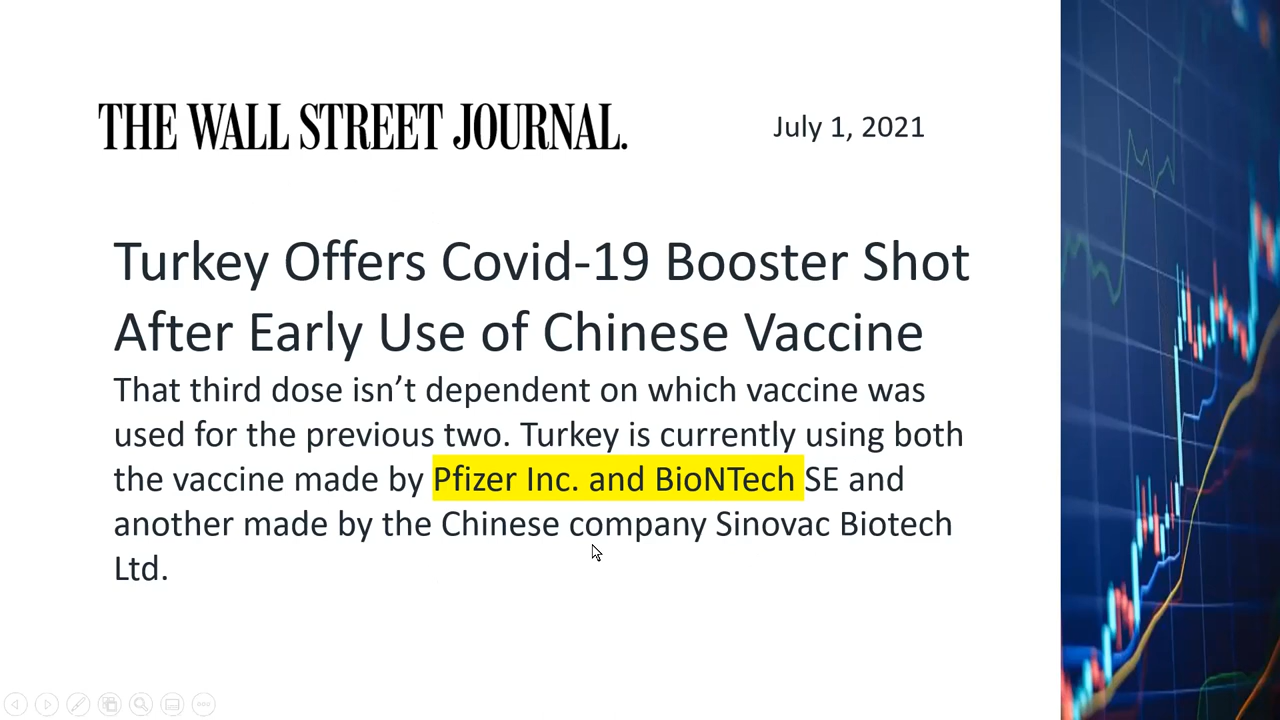 THE WALL STREET JOURNAL.
July 1, 2021
Turkey Offers Covid-19 Booster Shot
After Early Use of Chinese Vaccine
That third dose isn’t dependent on which vaccine was
used for the previous two. Turkey is currently using both
the vaccine made by Pfizer Inc. and BioNTech SE and
another made by the Chinese company Sinovac Biotech
Ltd.